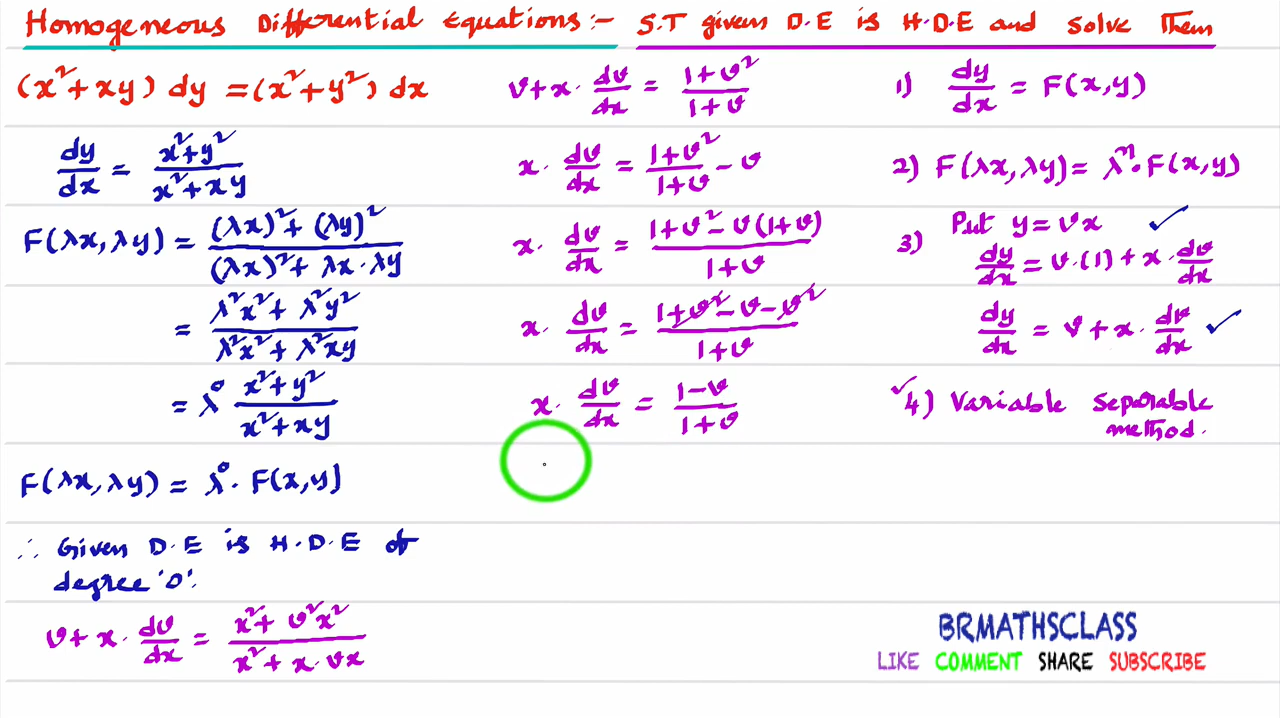 Homogeneous Differential Equations :- S.T given D.E is H.D.E and solve them
(x²+xy) dy = (x²+y²) dx
dy/dx = (x²+y²)/(x²+xy)
F(λx, λy) = ((λx)²+(λy)²)/((λx)²+λx·λy)
= (λ²x²+λ²y²)/(λ²x²+λ²xy)
= λ⁰ (x²+y²)/(x²+xy)
F(λx, λy) = λ⁰· F(x,y)
∴ Given D.E is H.D.E of
degree '0'.
v+x·dv/dx = (x²+v²x²)/(x²+x·vx)
v+x·dv/dx = (1+v²)/(1+v)
x·dv/dx = (1+v²)/(1+v) - v
x·dv/dx = (1+v²-v(1+v))/(1+v)
x·dv/dx = (1+v²-v-v²)/(1+v)
x·dv/dx = (1-v)/(1+v)
1) dy/dx = F(x,y)
2) F(λx,λy) = λⁿ·F(x,y)
3) Put y=vx ✓
dy/dx = v·(1)+x·dv/dx
dy/dx = v+x·dv/dx ✓
✓4) Variable Separable
method.
BRMATHSCLASS
LIKE COMMENT SHARE SUBSCRIBE